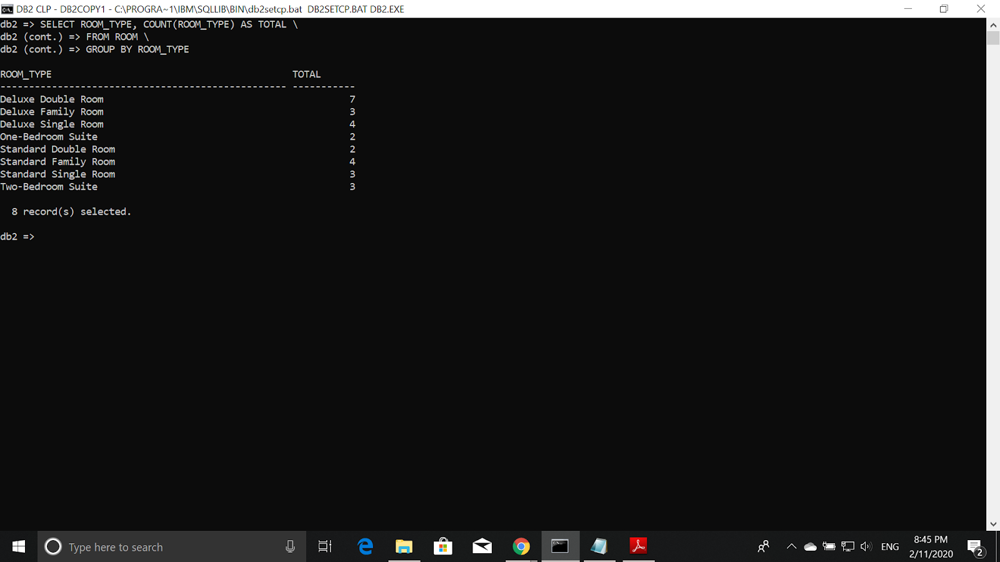 DB2 CLP - DB2COPY1 - C:\PROGRA~1\IBM\SQLLIB\BIN\db2setcp.bat  DB2SETCP.BAT DB2.EXE
db2 => SELECT ROOM_TYPE, COUNT(ROOM_TYPE) AS TOTAL \
db2 (cont.) => FROM ROOM \
db2 (cont.) => GROUP BY ROOM_TYPE
ROOM_TYPE                                          TOTAL
-------------------------------------------------- -----------
Deluxe Double Room                                           7
Deluxe Family Room                                           3
Deluxe Single Room                                           4
One-Bedroom Suite                                            2
Standard Double Room                                         2
Standard Family Room                                         4
Standard Single Room                                         3
Two-Bedroom Suite                                            3
  8 record(s) selected.
db2 =>
Type here to search
ENG
8:45 PM
2/11/2020
2